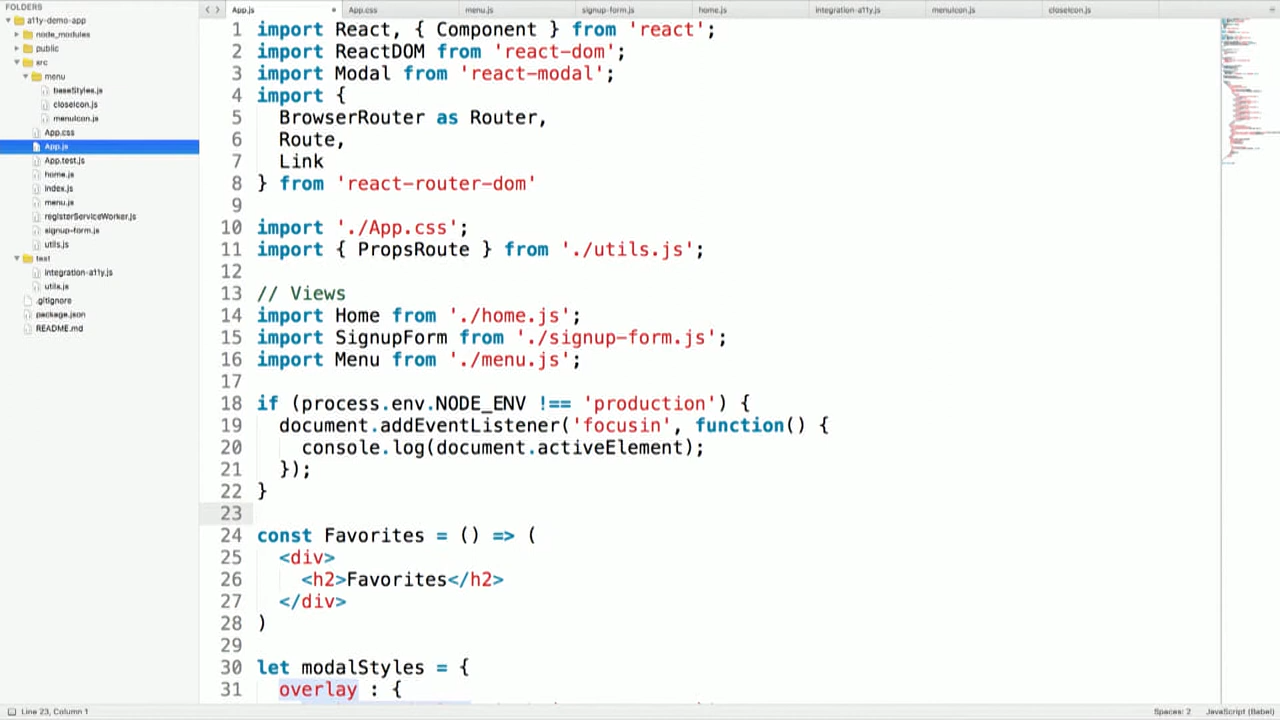 FOLDERS
a11y-demo-app
node_modules
public
src
menu
baseStyles.js
closeIcon.js
menuIcon.js
App.css
App.js
App.test.js
home.js
index.js
menu.js
registerServiceWorker.js
signup-form.js
utils.js
test
integration-a11y.js
utils.js
.gitignore
package.json
README.md
App.js App.css menu.js signup-form.js home.js integration-a11y.js menuIcon.js closeIcon.js
1 import React, { Component } from 'react';
2 import ReactDOM from 'react-dom';
3 import Modal from 'react-modal';
4 import {
5 BrowserRouter as Router,
6 Route,
7 Link
8 } from 'react-router-dom'
9
10 import './App.css';
11 import { PropsRoute } from './utils.js';
12
13 // Views
14 import Home from './home.js';
15 import SignupForm from './signup-form.js';
16 import Menu from './menu.js';
17
18 if (process.env.NODE_ENV !== 'production') {
19 document.addEventListener('focusin', function() {
20 console.log(document.activeElement);
21 });
22 }
23
24 const Favorites = () => (
25 <div>
26 <h2>Favorites</h2>
27 </div>
28 )
29
30 let modalStyles = {
31 overlay : {
Line 23, Column 1 Spaces: 2 JavaScript (Babel)